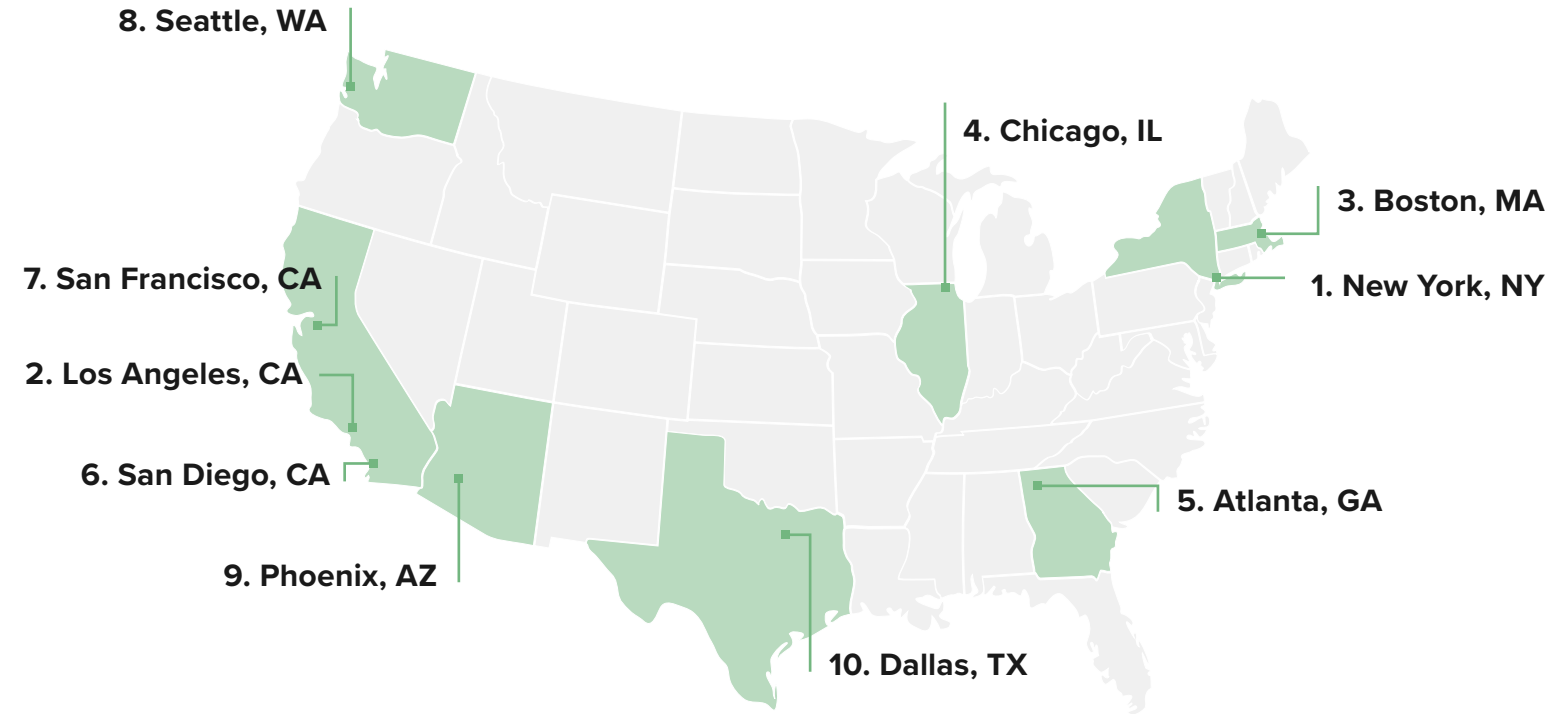 8. Seattle, WA
4. Chicago, IL
3. Boston, MA
7. San Francisco, CA
1. New York, NY
2. Los Angeles, CA
6. San Diego, CA
5. Atlanta, GA
9. Phoenix, AZ
10. Dallas, TX